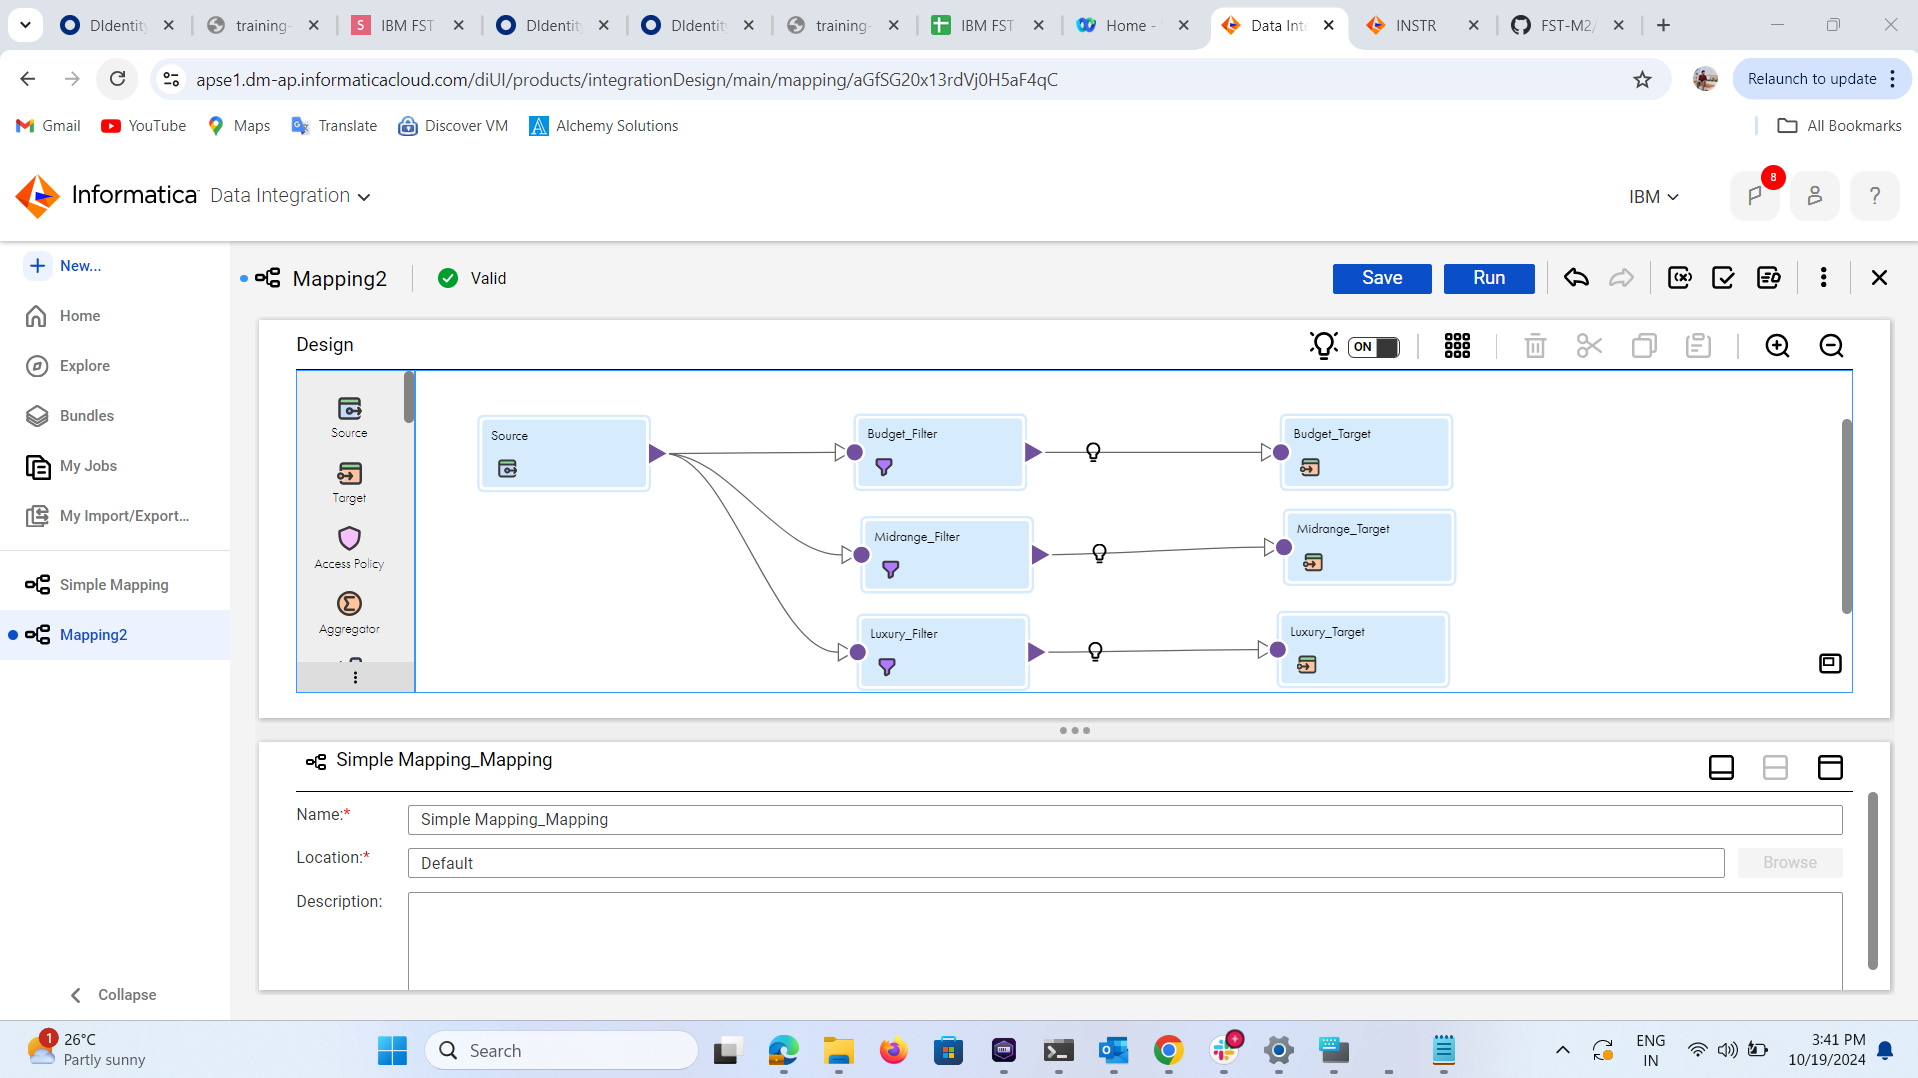 DIdentity
training-
IBM FST
DIdentity
DIdentity
training-
IBM FST
Home -
Data Inte
INSTR
FST-M2/
apse1.dm-ap.informaticacloud.com/diUI/products/integrationDesign/main/mapping/aGfSG20x13rdVj0H5aF4qC
Relaunch to update
Gmail
YouTube
Maps
Translate
Discover VM
Alchemy Solutions
All Bookmarks
Informatica Data Integration
IBM
8
?
New...
Home
Explore
Bundles
My Jobs
My Import/Export...
Simple Mapping
Mapping2
Collapse
Mapping2
Valid
Save
Run
Design
ON
Source
Target
Access Policy
Aggregator
Source
Budget_Filter
Budget_Target
Midrange_Filter
Midrange_Target
Luxury_Filter
Luxury_Target
Simple Mapping_Mapping
Name:*
Simple Mapping_Mapping
Location:*
Default
Browse
Description:
1
26°C
Partly sunny
Search
ENG
IN
3:41 PM
10/19/2024